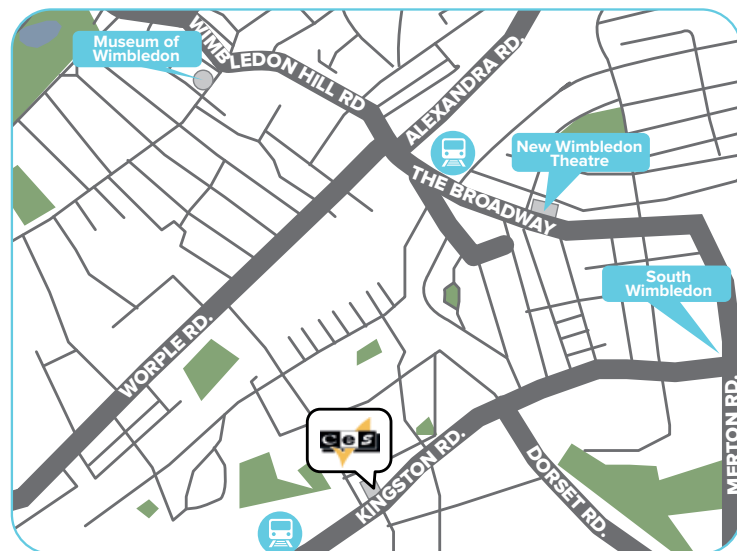 Museum of
Wimbledon
WIMBLEDON HILL RD
ALEXANDRA RD.
New Wimbledon
Theatre
THE BROADWAY
South
Wimbledon
WORPLE RD.
ces
KINGSTON RD.
DORSET RD.
MERTON RD.